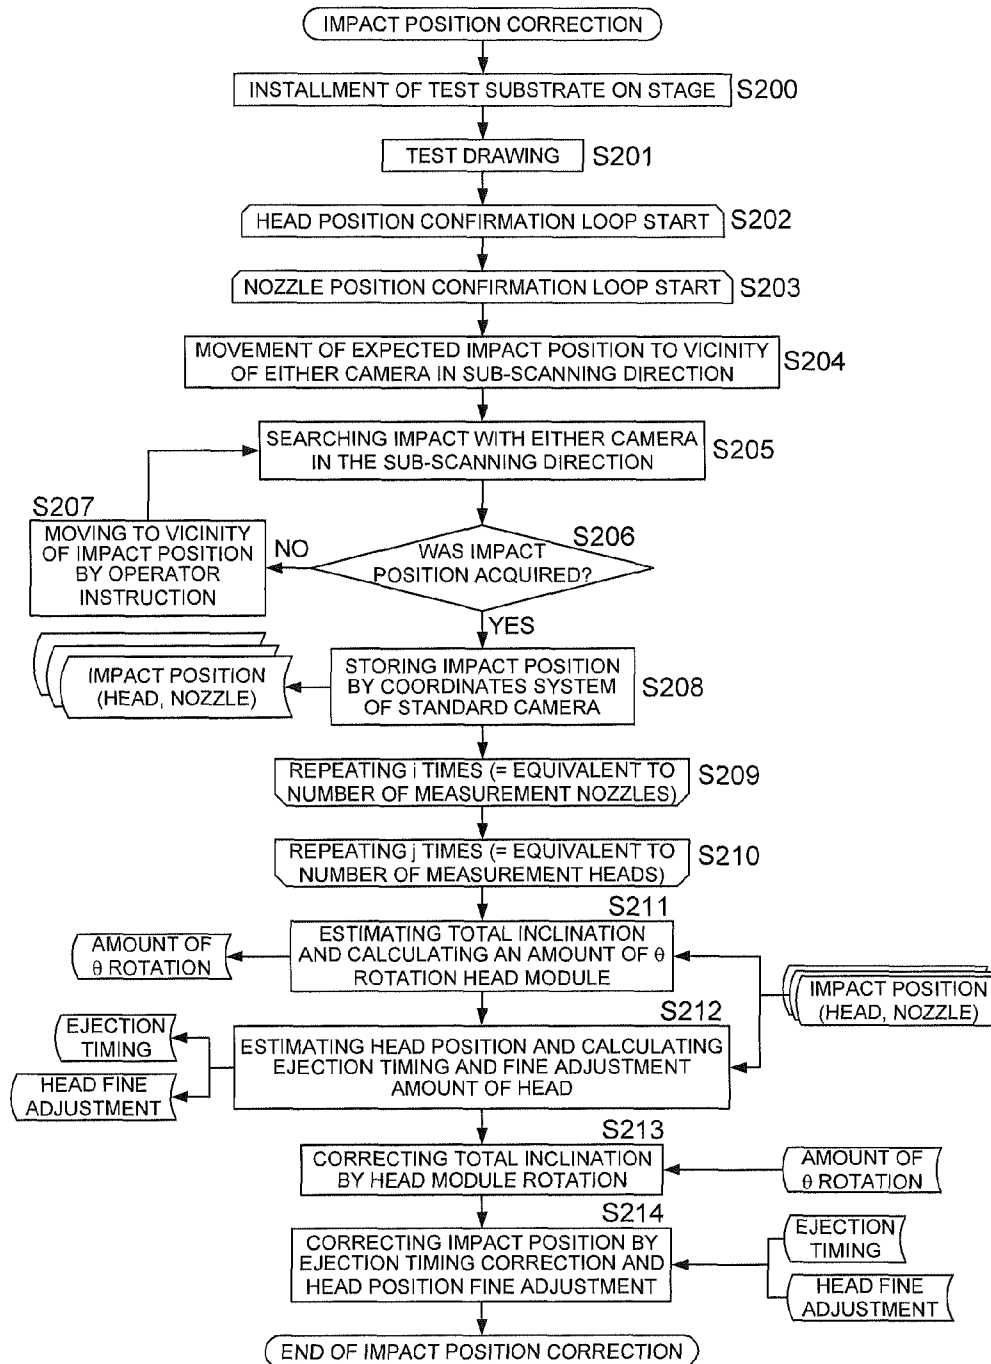 IMPACT POSITION CORRECTION
INSTALLMENT OF TEST SUBSTRATE ON STAGE
S200
TEST DRAWING
S201
HEAD POSITION CONFIRMATION LOOP START
S202
NOZZLE POSITION CONFIRMATION LOOP START
S203
MOVEMENT OF EXPECTED IMPACT POSITION TO VICINITY
OF EITHER CAMERA IN SUB-SCANNING DIRECTION
S204
SEARCHING IMPACT WITH EITHER CAMERA
IN THE SUB-SCANNING DIRECTION
S205
S207
MOVING TO VICINITY
OF IMPACT POSITION
BY OPERATOR
INSTRUCTION
NO
S206
WAS IMPACT
POSITION ACQUIRED?
YES
IMPACT POSITION
(HEAD, NOZZLE)
STORING IMPACT POSITION
BY COORDINATES SYSTEM
OF STANDARD CAMERA
S208
REPEATING i TIMES (= EQUIVALENT TO
NUMBER OF MEASUREMENT NOZZLES)
S209
REPEATING j TIMES (= EQUIVALENT TO
NUMBER OF MEASUREMENT HEADS)
S210
S211
AMOUNT OF
θ ROTATION
ESTIMATING TOTAL INCLINATION
AND CALCULATING AN AMOUNT OF θ
ROTATION HEAD MODULE
IMPACT POSITION
(HEAD, NOZZLE)
S212
EJECTION
TIMING
HEAD FINE
ADJUSTMENT
ESTIMATING HEAD POSITION AND CALCULATING
EJECTION TIMING AND FINE ADJUSTMENT
AMOUNT OF HEAD
S213
CORRECTING TOTAL INCLINATION
BY HEAD MODULE ROTATION
AMOUNT OF
θ ROTATION
S214
CORRECTING IMPACT POSITION BY
EJECTION TIMING CORRECTION AND
HEAD POSITION FINE ADJUSTMENT
EJECTION
TIMING
HEAD FINE
ADJUSTMENT
END OF IMPACT POSITION CORRECTION